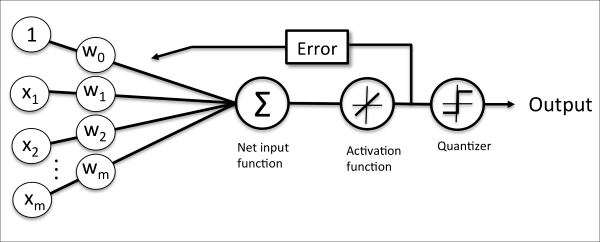 1
w0
Error
x1
w1
Σ
Output
x2
w2
Net input
function
Activation
function
Quantizer
⋮
wm
xm